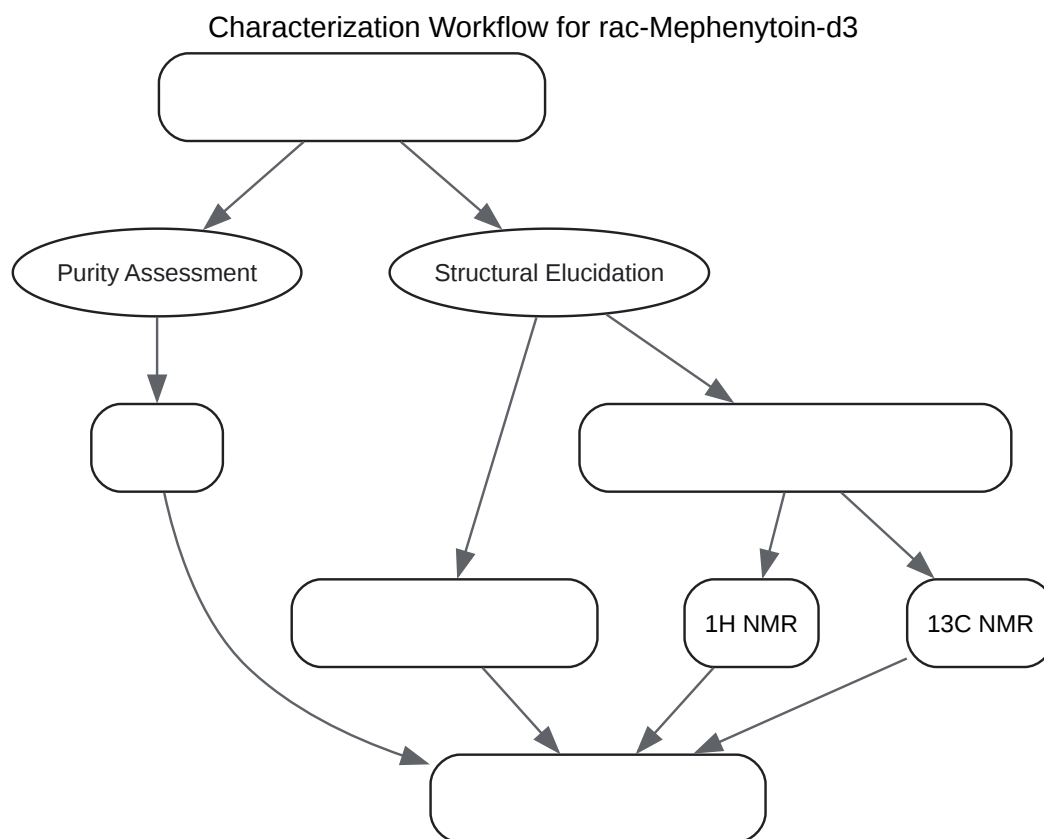 Characterization Workflow for rac-Mephenytoin-d3
Purity Assessment
Structural Elucidation
1H NMR
13C NMR